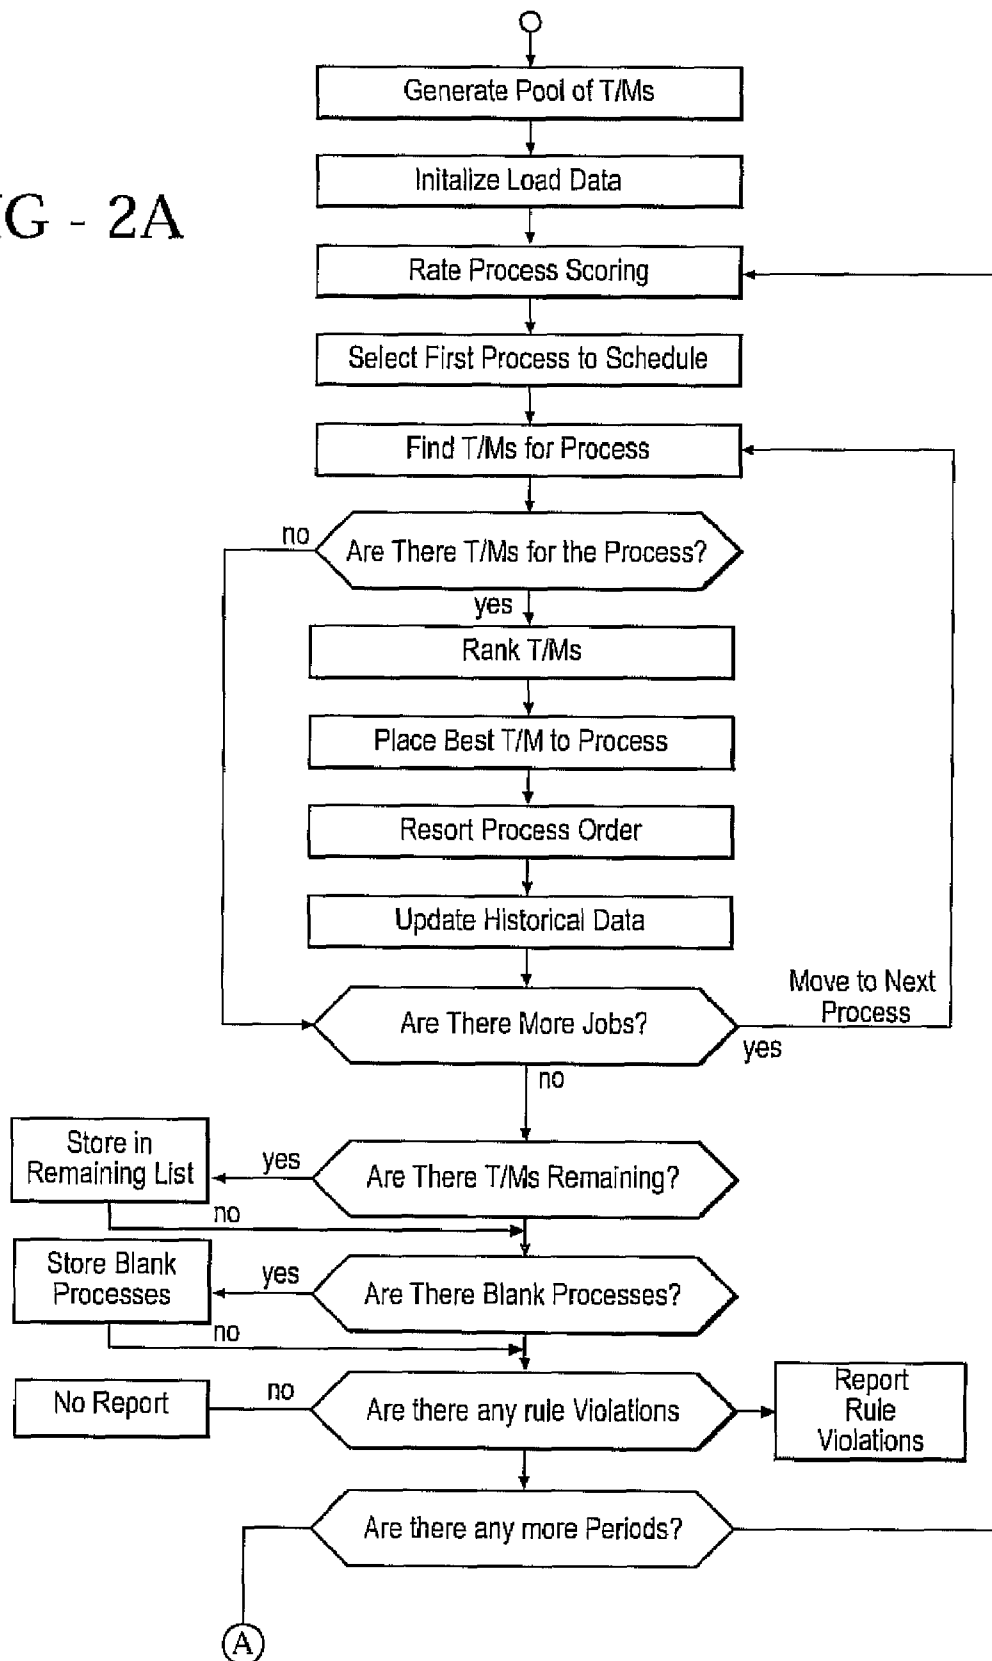 Generate Pool of T/Ms
Initalize Load Data
IG - 2A
Rate Process Scoring
Select First Process to Schedule
Find T/Ms for Process
no
Are There T/Ms for the Process?
yes
Rank T/Ms
Place Best T/M to Process
Resort Process Order
Update Historical Data
Move to Next
Process
Are There More Jobs?
yes
no
Store in
Remaining List
yes
Are There T/Ms Remaining?
no
Store Blank
Processes
yes
Are There Blank Processes?
no
No Report
no
Are there any rule Violations
Report
Rule
Violations
Are there any more Periods?
A